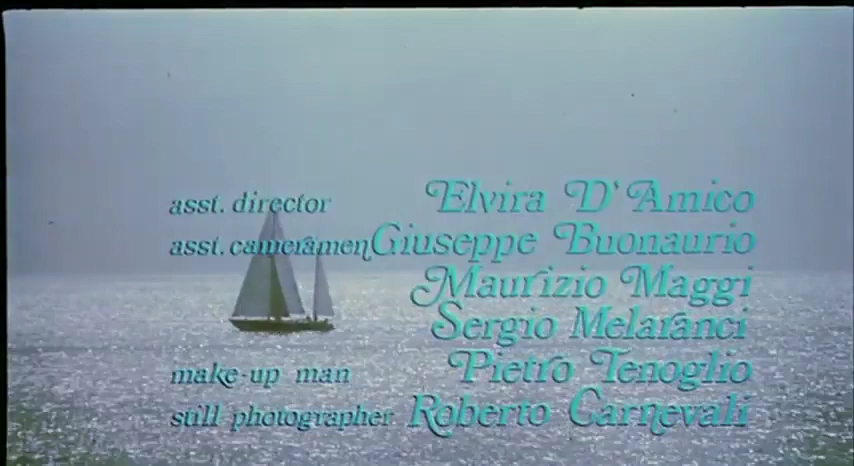 asst. director Elvira D'Amico
asst. cameramen Giuseppe Buonaurio
Maurizio Maggi
Sergio Melaranci
make-up man Pietro Tenoglio
still photographer Roberto Carnevali